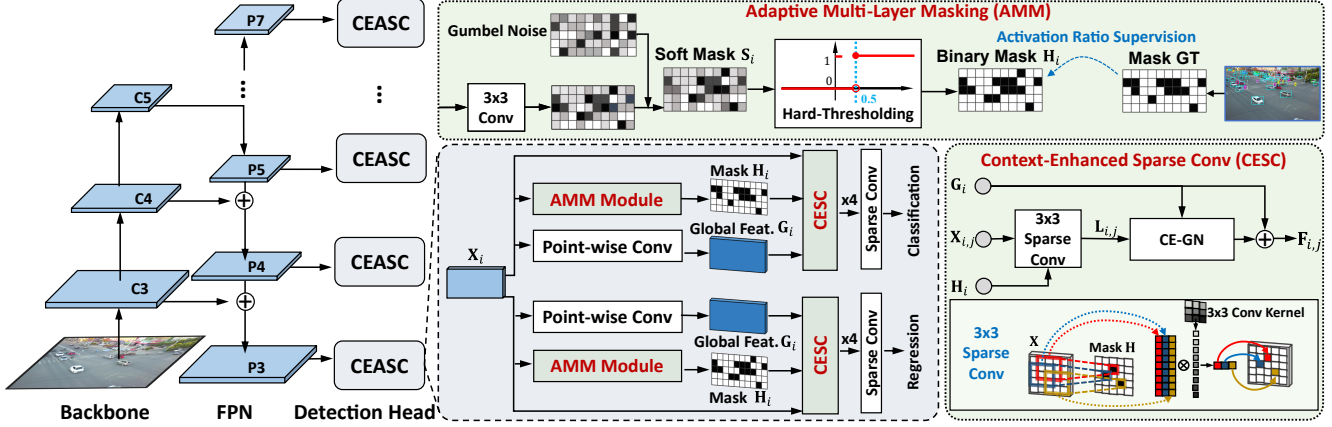 P7
CEASC
C5
P5
CEASC
C4
P4
CEASC
C3
P3
CEASC
Backbone
FPN
Detection Head
Adaptive Multi-Layer Masking (AMM)
Gumbel Noise
Soft Mask S_i
3x3
Conv
1
0
0.5
Hard-Thresholding
Activation Ratio Supervision
Binary Mask H_i
Mask GT
X_i
AMM Module
Mask H_i
Point-wise Conv
Global Feat. G_i
CESC
x4
Sparse Conv
Classification
Point-wise Conv
Global Feat. G_i
AMM Module
Mask H_i
CESC
x4
Sparse Conv
Regression
Context-Enhanced Sparse Conv (CESC)
G_i
X_{i,j}
H_i
3x3
Sparse
Conv
L_{i,j}
CE-GN
F_{i,j}
3x3
Sparse
Conv
X
Mask H
3x3 Conv Kernel